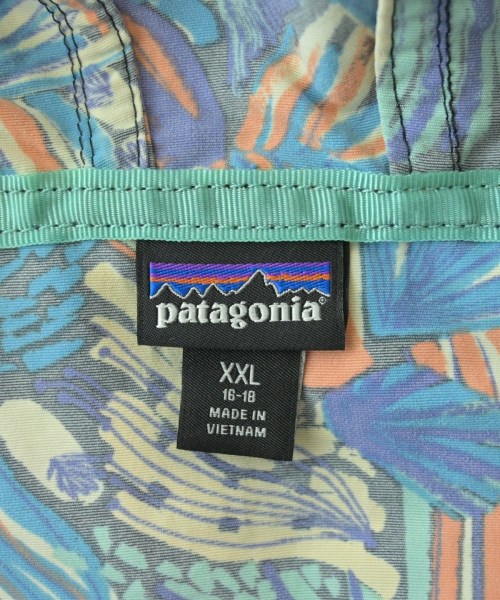 patagonia®
XXL
16-18
MADE IN
VIETNAM